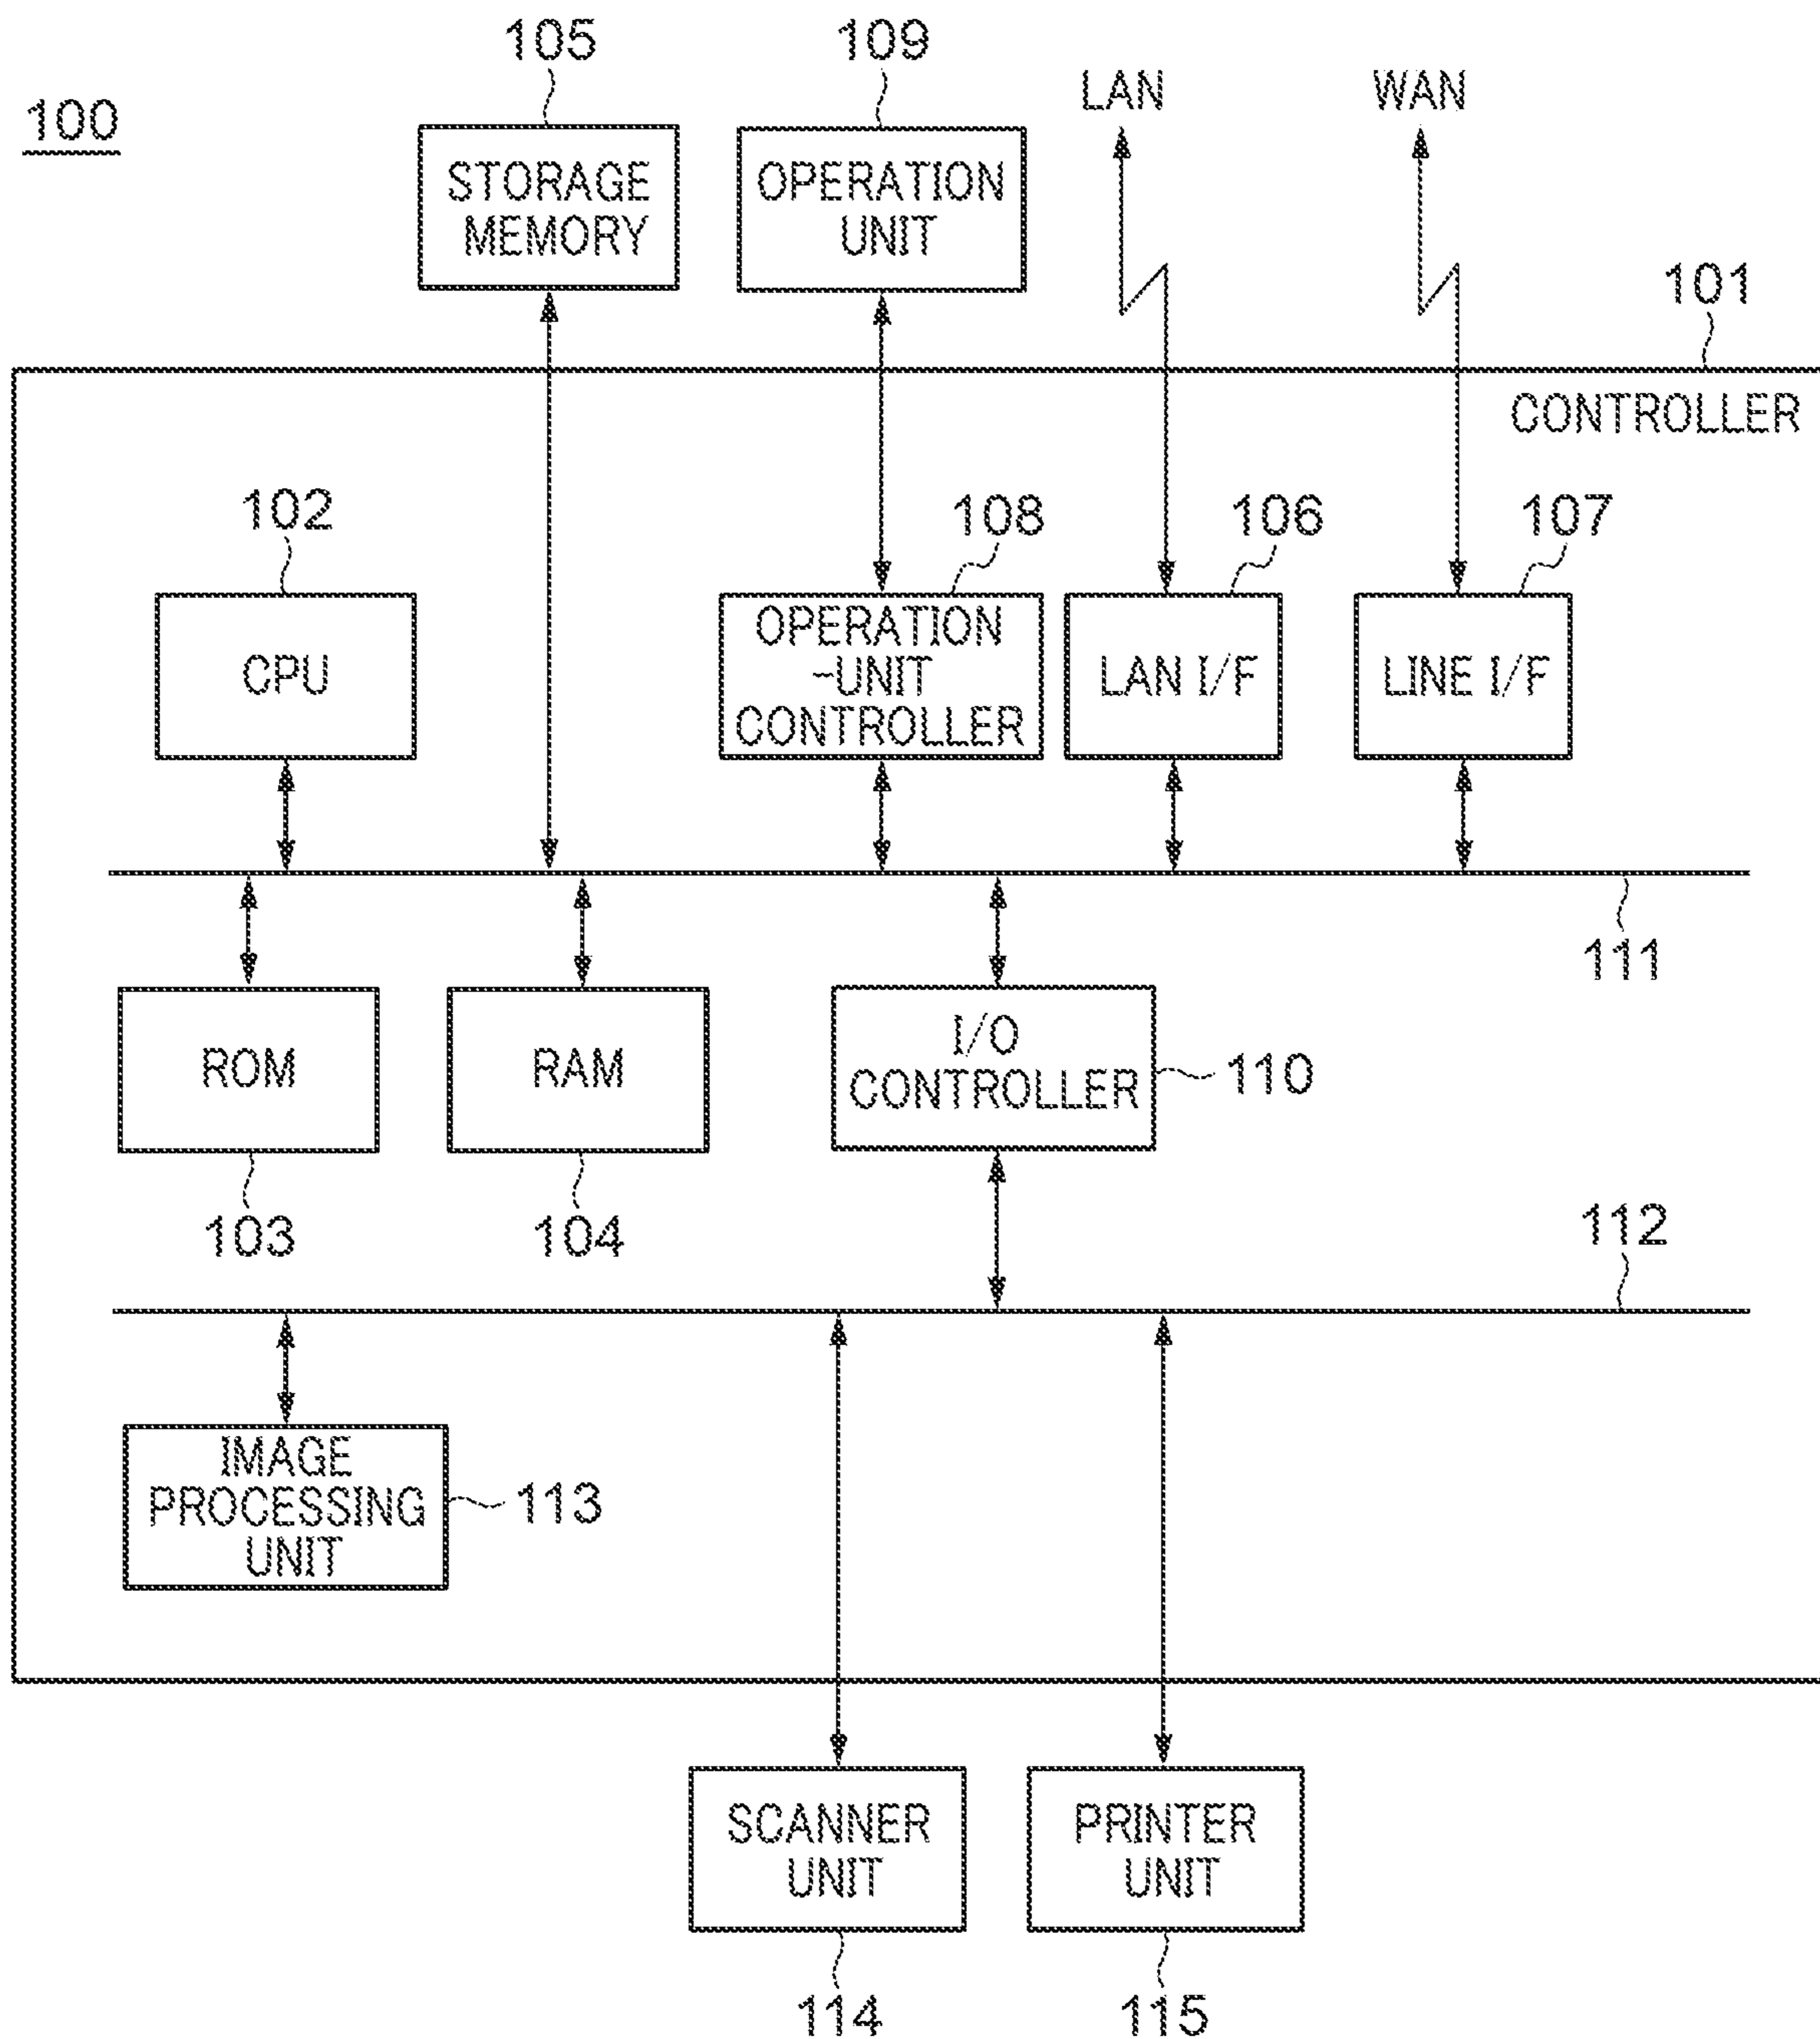 105
109
LAN
WAN
100
STORAGE
MEMORY
OPERATION
UNIT
101
CONTROLLER
102
108
106
107
CPU
OPERATION
-UNIT
CONTROLLER
LAN I/F
LINE I/F
111
ROM
RAM
I/O
CONTROLLER
110
103
104
112
IMAGE
PROCESSING
UNIT
113
SCANNER
UNIT
PRINTER
UNIT
114
115